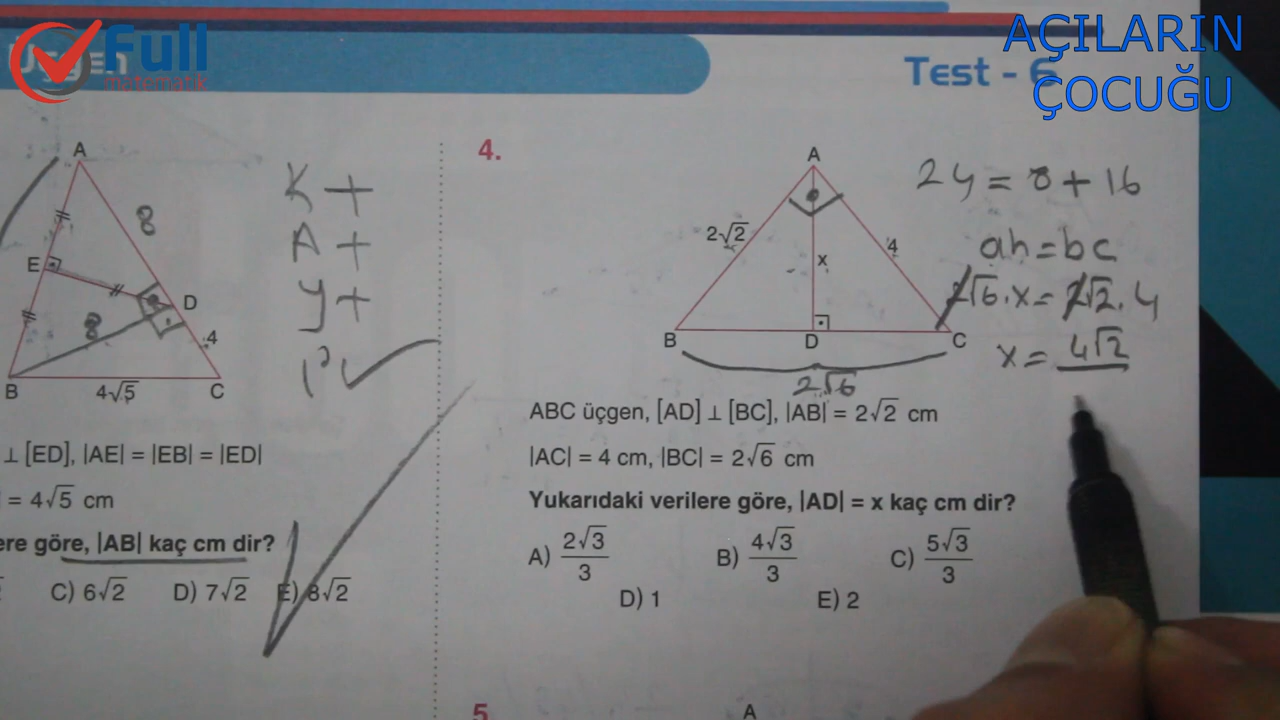 Full
matematik
Üçgen
AÇILARIN
ÇOCUĞU
Test - 6
A
8
E
D
8
4
B
4√5
C
K +
A +
y +
⊥ [ED], |AE| = |EB| = |ED|
= 4√5 cm
ere göre, |AB| kaç cm dir?
C) 6√2 D) 7√2 E) 8√2
4.
A
2√2
x
4
B
D
C
2√6
2y = 8 + 16
ah = bc
2√6 . x = 2√2 . 4
x = 4√2
ABC üçgen, [AD] ⊥ [BC], |AB| = 2√2 cm
|AC| = 4 cm, |BC| = 2√6 cm
Yukarıdaki verilere göre, |AD| = x kaç cm dir?
A) 2√3/3 B) 4√3/3 C) 5√3/3
D) 1 E) 2
5
A